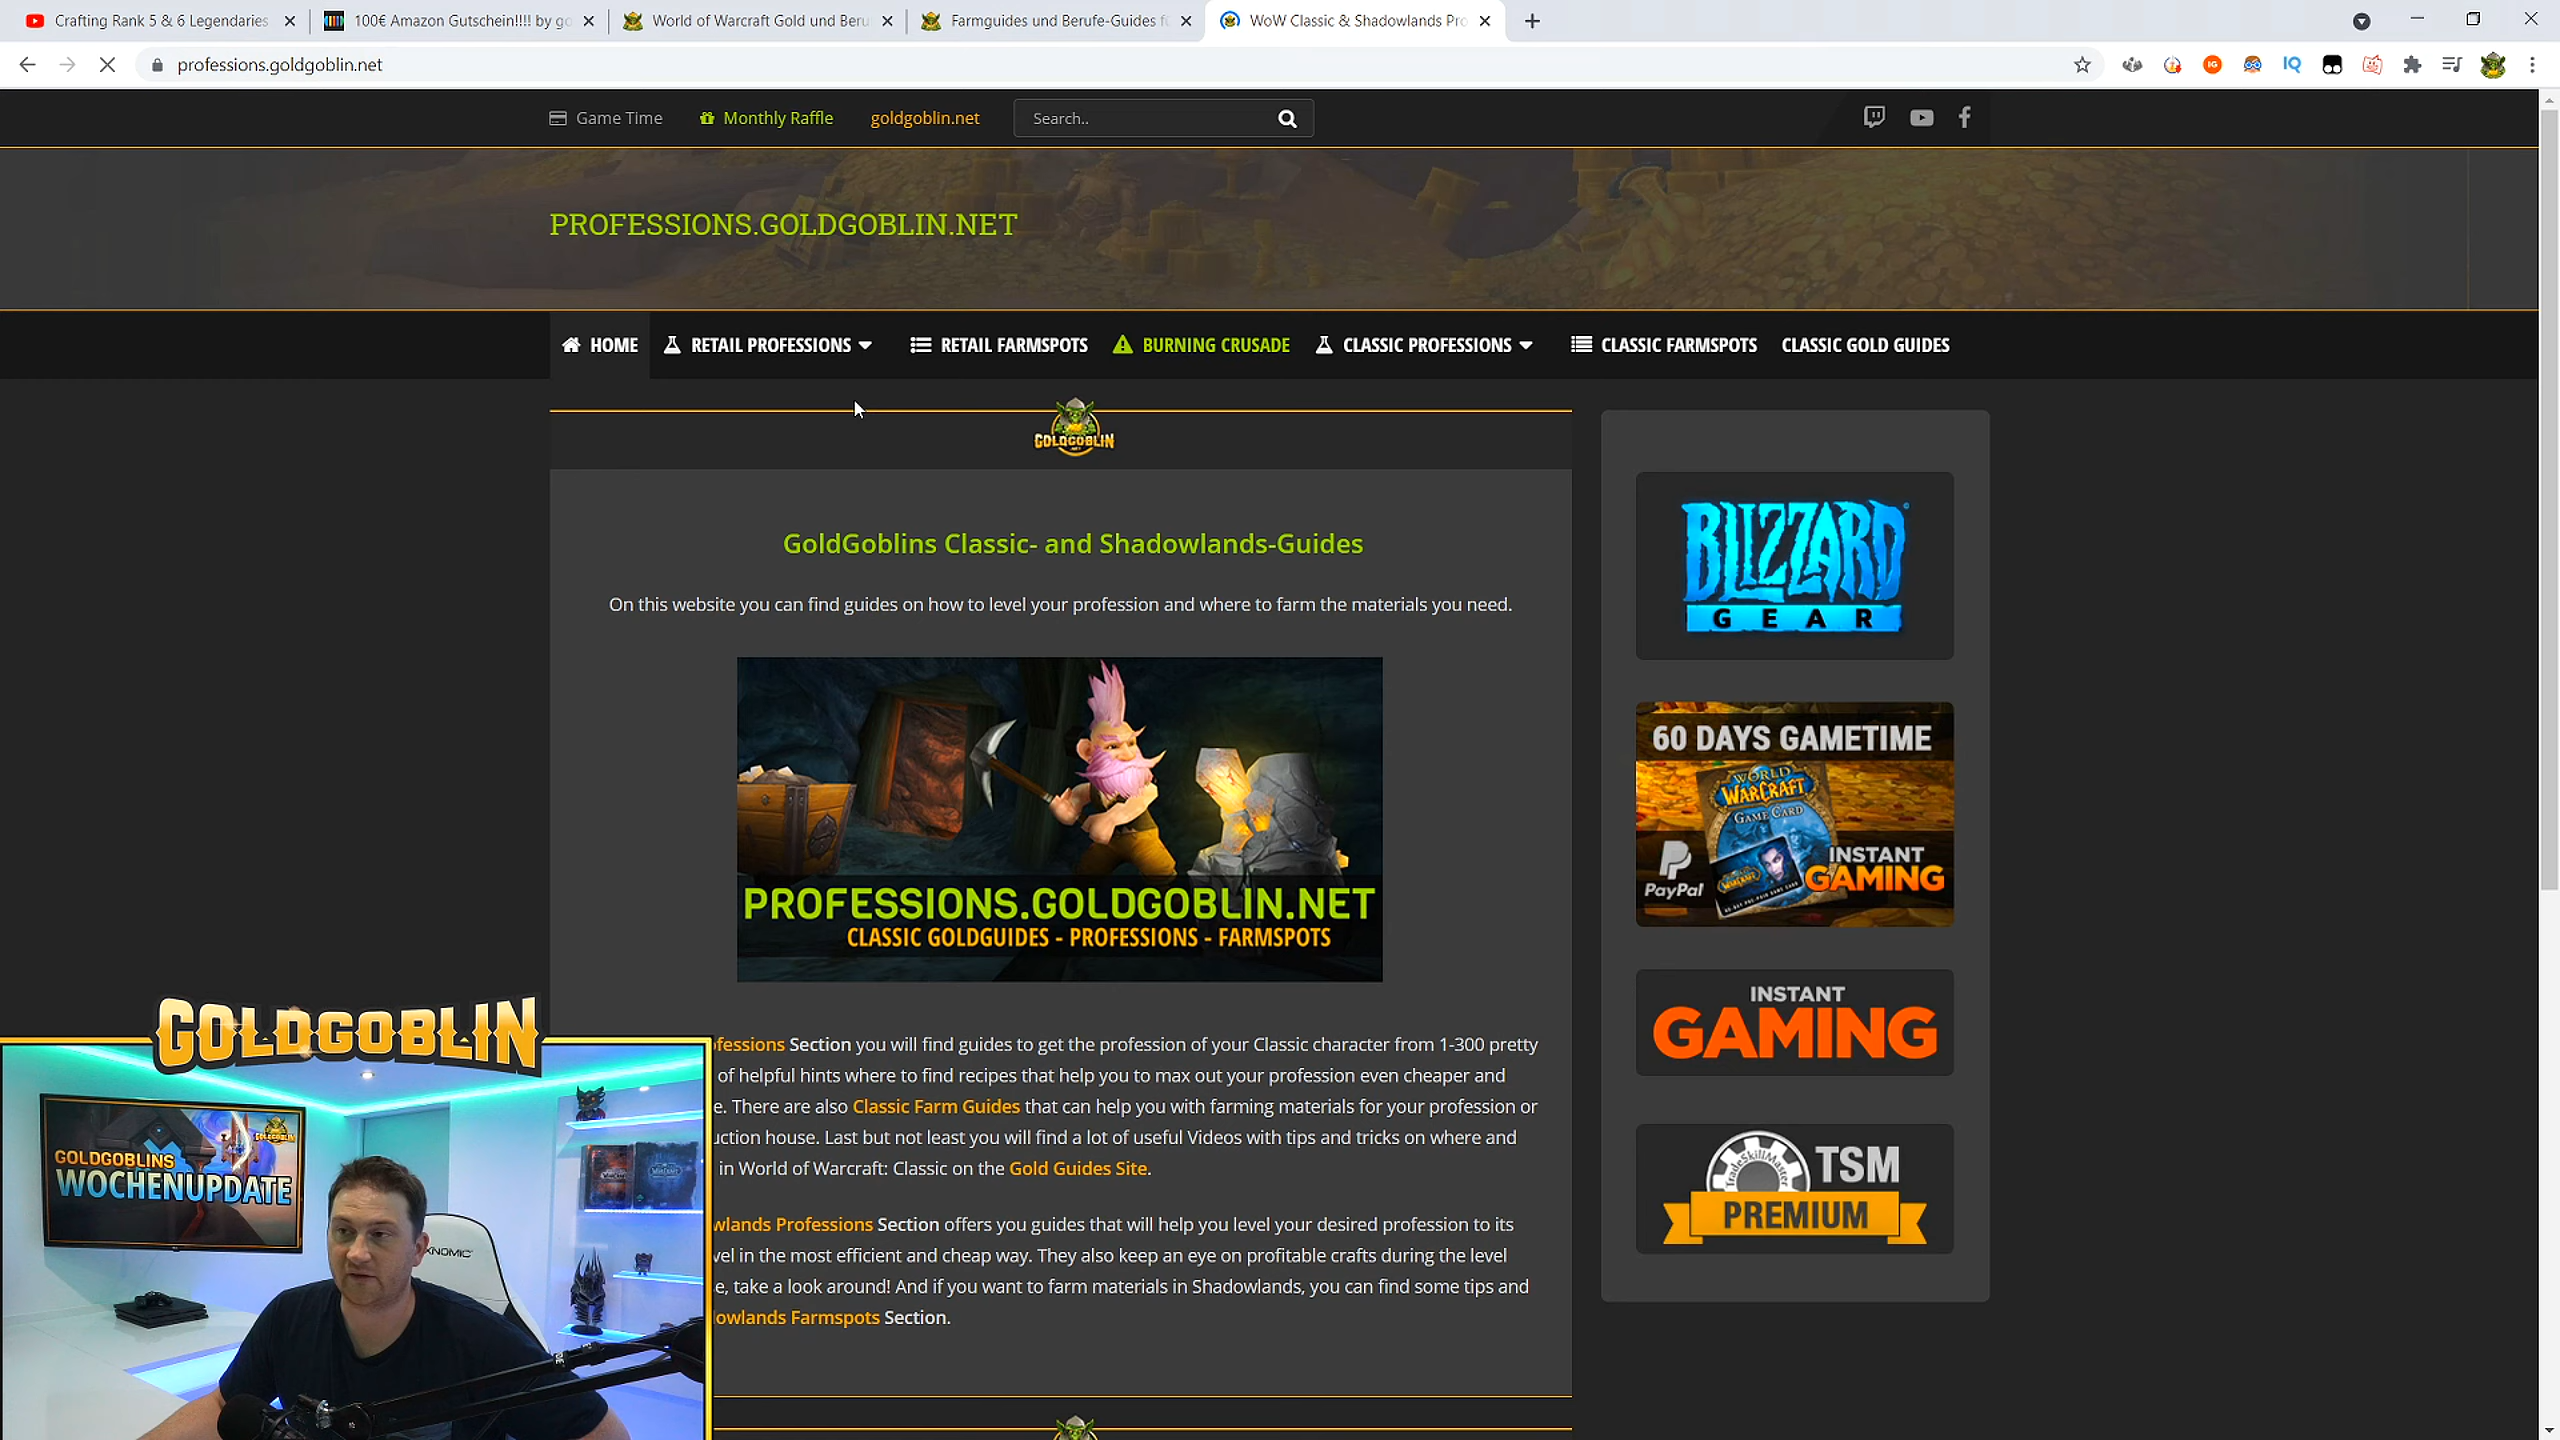 Crafting Rank 5 & 6 Legendaries
100€ Amazon Gutschein!!!! by go
World of Warcraft Gold und Beru
Farmguides und Berufe-Guides f
WoW Classic & Shadowlands Pro
professions.goldgoblin.net
IG
IQ
Game Time
Monthly Raffle
goldgoblin.net
Search..
PROFESSIONS.GOLDGOBLIN.NET
HOME
RETAIL PROFESSIONS
RETAIL FARMSPOTS
BURNING CRUSADE
CLASSIC PROFESSIONS
CLASSIC FARMSPOTS
CLASSIC GOLD GUIDES
GOLDGOBLIN
GoldGoblins Classic- and Shadowlands-Guides
On this website you can find guides on how to level your profession and where to farm the materials you need.
PROFESSIONS.GOLDGOBLIN.NET
CLASSIC GOLDGUIDES - PROFESSIONS - FARMSPOTS
fessions Section you will find guides to get the profession of your Classic character from 1-300 pretty
of helpful hints where to find recipes that help you to max out your profession even cheaper and
e. There are also Classic Farm Guides that can help you with farming materials for your profession or
uction house. Last but not least you will find a lot of useful Videos with tips and tricks on where and
in World of Warcraft: Classic on the Gold Guides Site.
wlands Professions Section offers you guides that will help you level your desired profession to its
vel in the most efficient and cheap way. They also keep an eye on profitable crafts during the level
e, take a look around! And if you want to farm materials in Shadowlands, you can find some tips and
lowlands Farmspots Section.
BLIZZARD
GEAR
60 DAYS GAMETIME
WORLD
WARCRAFT
GAME CARD
PayPal
INSTANT
GAMING
INSTANT
GAMING
TradeSkillMaster
TSM
PREMIUM
GOLDGOBLIN
GOLDGOBLIN
GOLDGOBLINS
WOCHENUPDATE
NOMIC